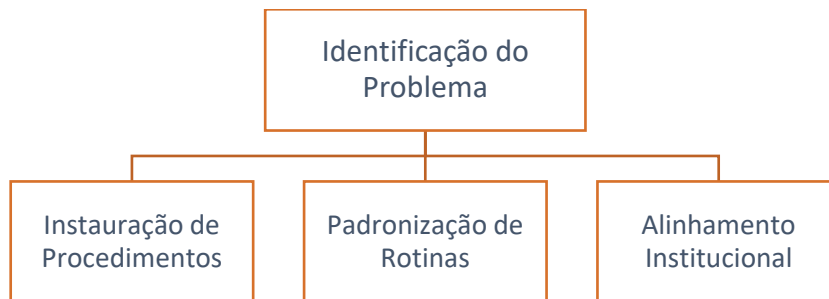 Identificação do
Problema
Instauração de
Procedimentos
Padronização de
Rotinas
Alinhamento
Institucional